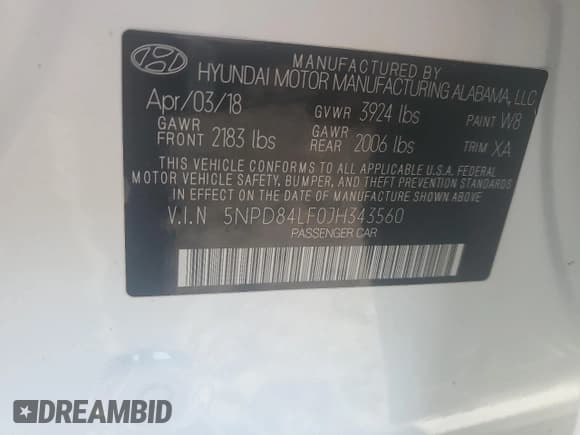 MANUFACTURED BY
HYUNDAI MOTOR MANUFACTURING ALABAMA, LLC
Apr/03/18 GVWR 3924 lbs PAINT W8
GAWR FRONT 2183 lbs GAWR REAR 2006 lbs TRIM XA
THIS VEHICLE CONFORMS TO ALL APPLICABLE U.S.A. FEDERAL
MOTOR VEHICLE SAFETY, BUMPER, AND THEFT PREVENTION STANDARDS
IN EFFECT ON THE DATE OF MANUFACTURE SHOWN ABOVE.
V.I.N 5NPD84LF0JH343560
PASSENGER CAR
DREAMBID